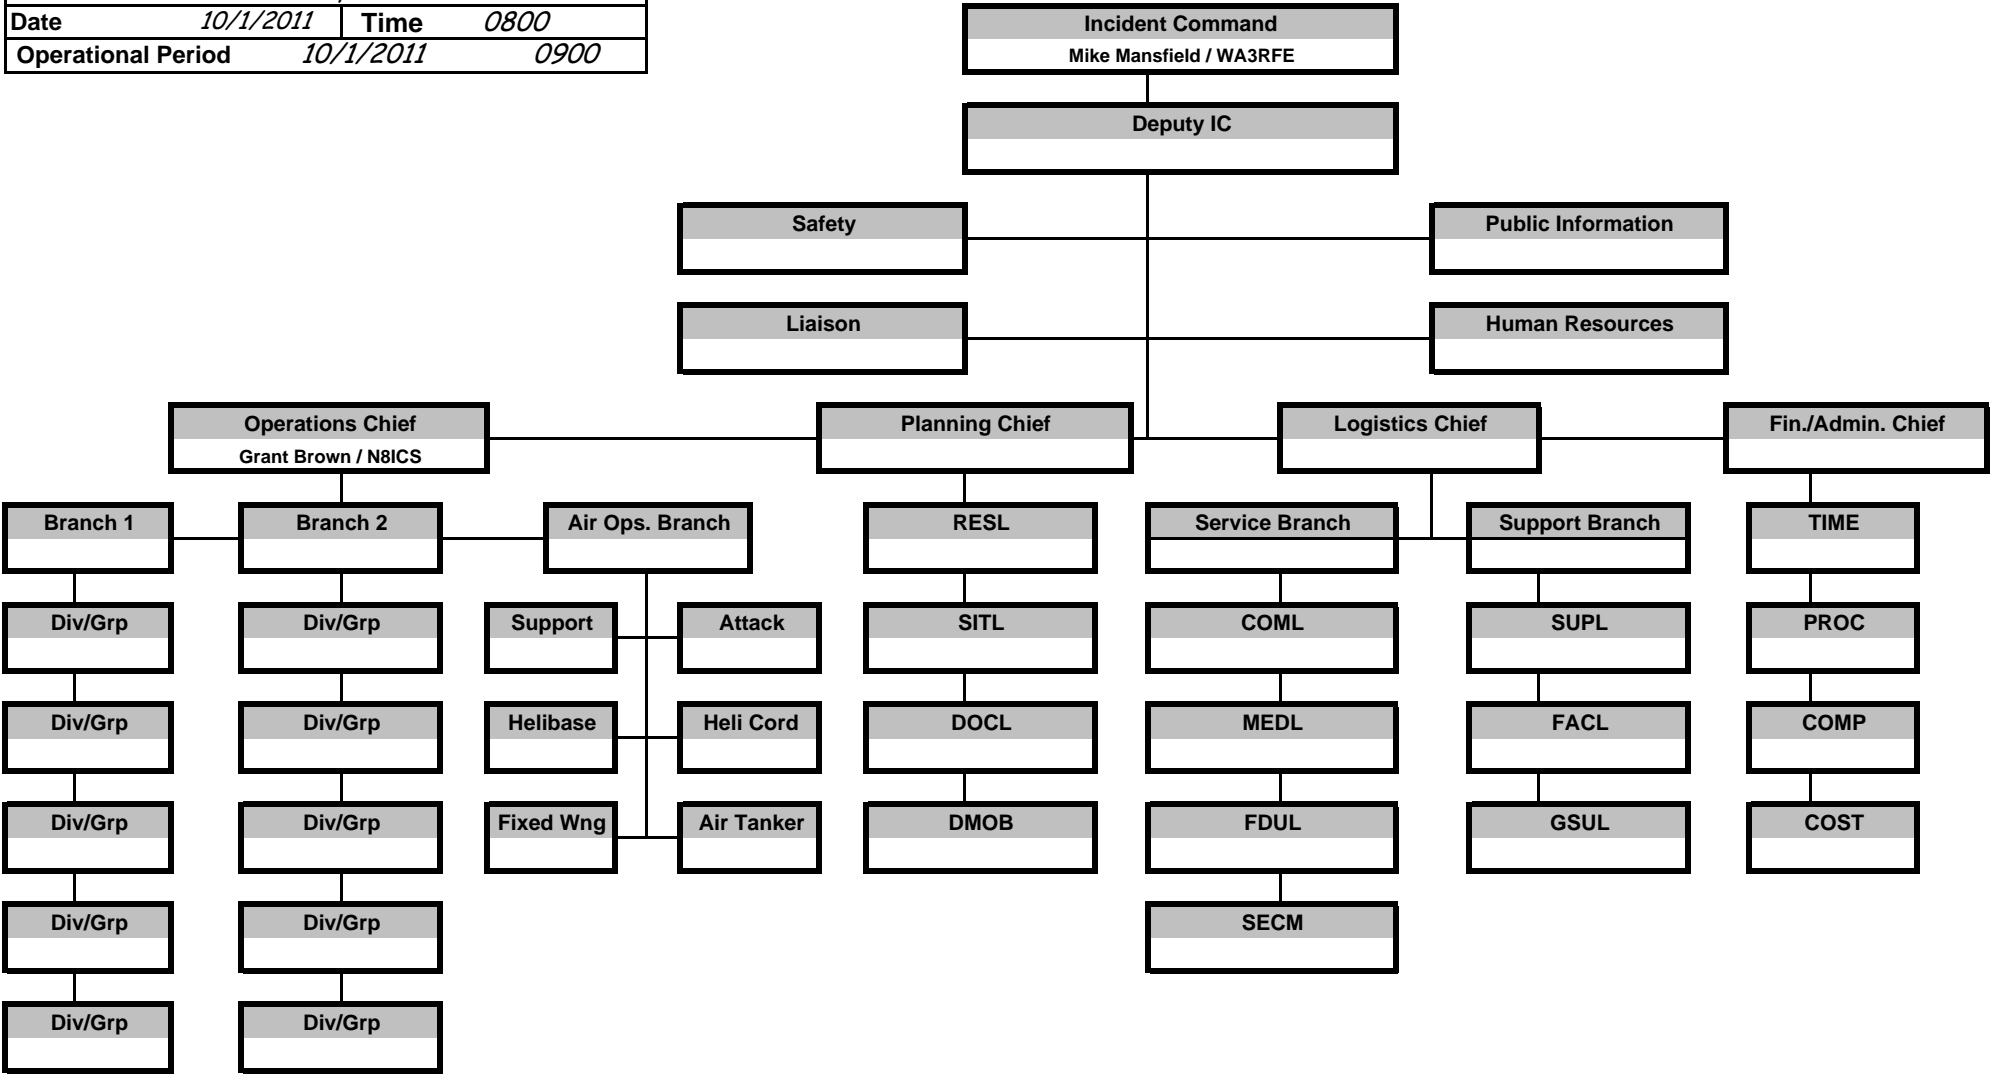 Date 10/1/2011 Time 0800
Operational Period 10/1/2011 0900
Incident Command
Mike Mansfield / WA3RFE
Deputy IC
Safety Public Information
Liaison Human Resources
Operations Chief Planning Chief Logistics Chief Fin./Admin. Chief
Grant Brown / N8ICS
Branch 1 Branch 2 Air Ops. Branch RESL Service Branch Support Branch TIME
Div/Grp Div/Grp Support Attack SITL COML SUPL PROC
Div/Grp Div/Grp Helibase Heli Cord DOCL MEDL FACL COMP
Div/Grp Div/Grp Fixed Wng Air Tanker DMOB FDUL GSUL COST
Div/Grp Div/Grp SECM
Div/Grp Div/Grp